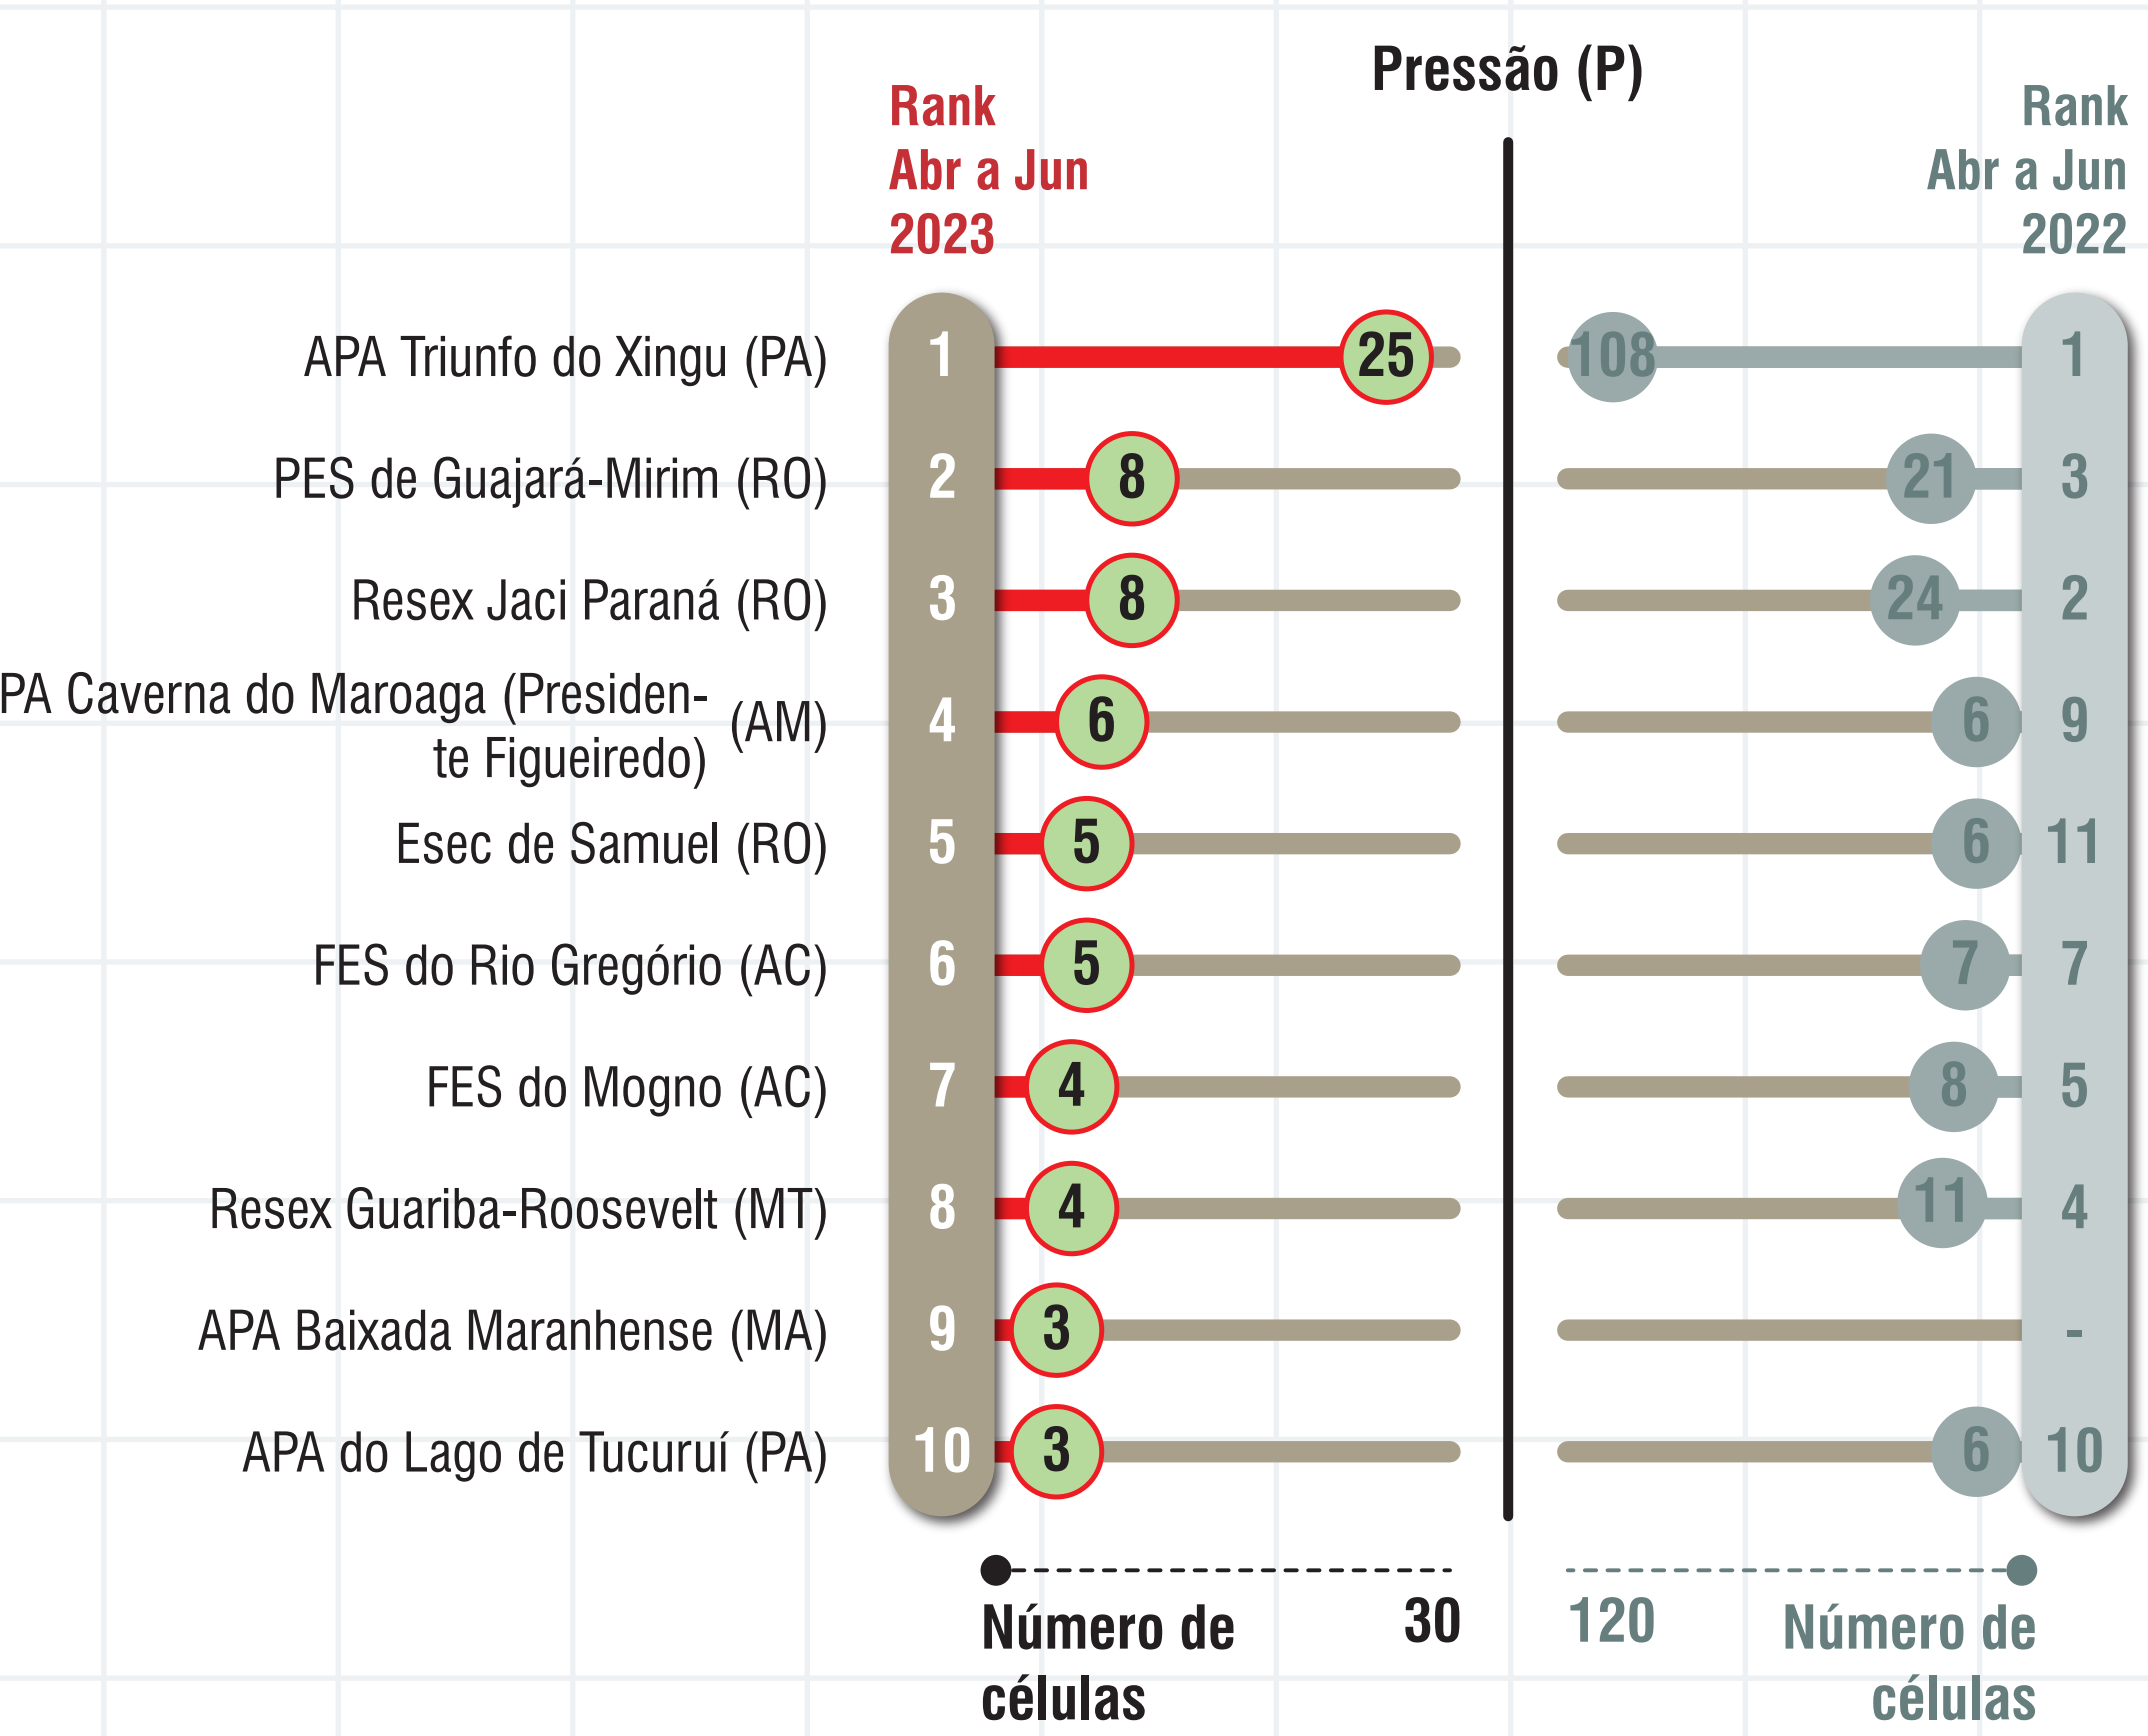 Pressão (P)
Rank
Abr a Jun
2023
Rank
Abr a Jun
2022
APA Triunfo do Xingu (PA) 1 25 108 1
PES de Guajará-Mirim (RO) 2 8 21 3
Resex Jaci Paraná (RO) 3 8 24 2
PA Caverna do Maroaga (Presiden-
te Figueiredo) (AM) 4 6 6 9
Esec de Samuel (RO) 5 5 6 11
FES do Rio Gregório (AC) 6 5 7 7
FES do Mogno (AC) 7 4 8 5
Resex Guariba-Roosevelt (MT) 8 4 11 4
APA Baixada Maranhense (MA) 9 3 -
APA do Lago de Tucuruí (PA) 10 3 6 10
Número de
células
30
120
Número de
células